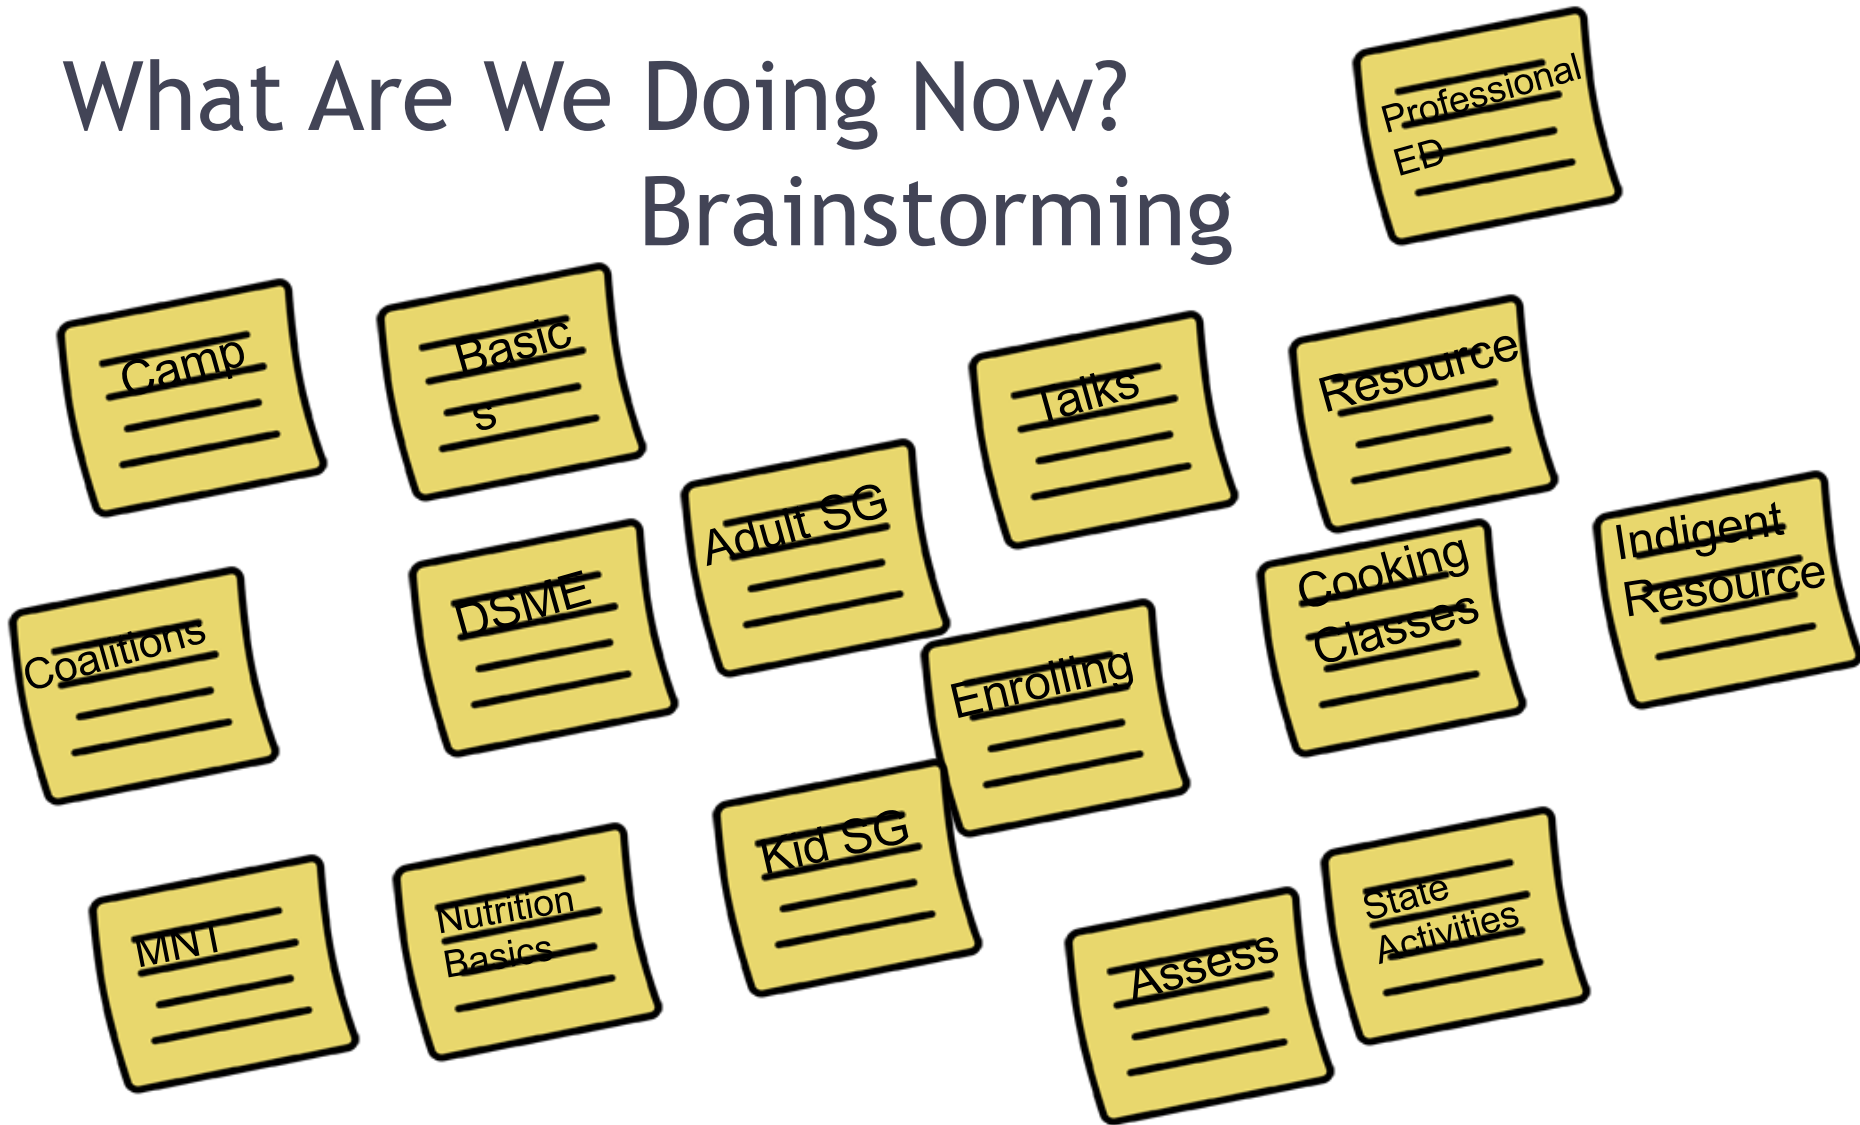 What Are We Doing Now?
Brainstorming
Professional
ED
Camp
Basic
s
Talks
Resource
Adult SG
Indigent
Resource
Coalitions
DSME
Cooking
Classes
Enrolling
Kid SG
MNT
Nutrition
Basics
Assess
State
Activities